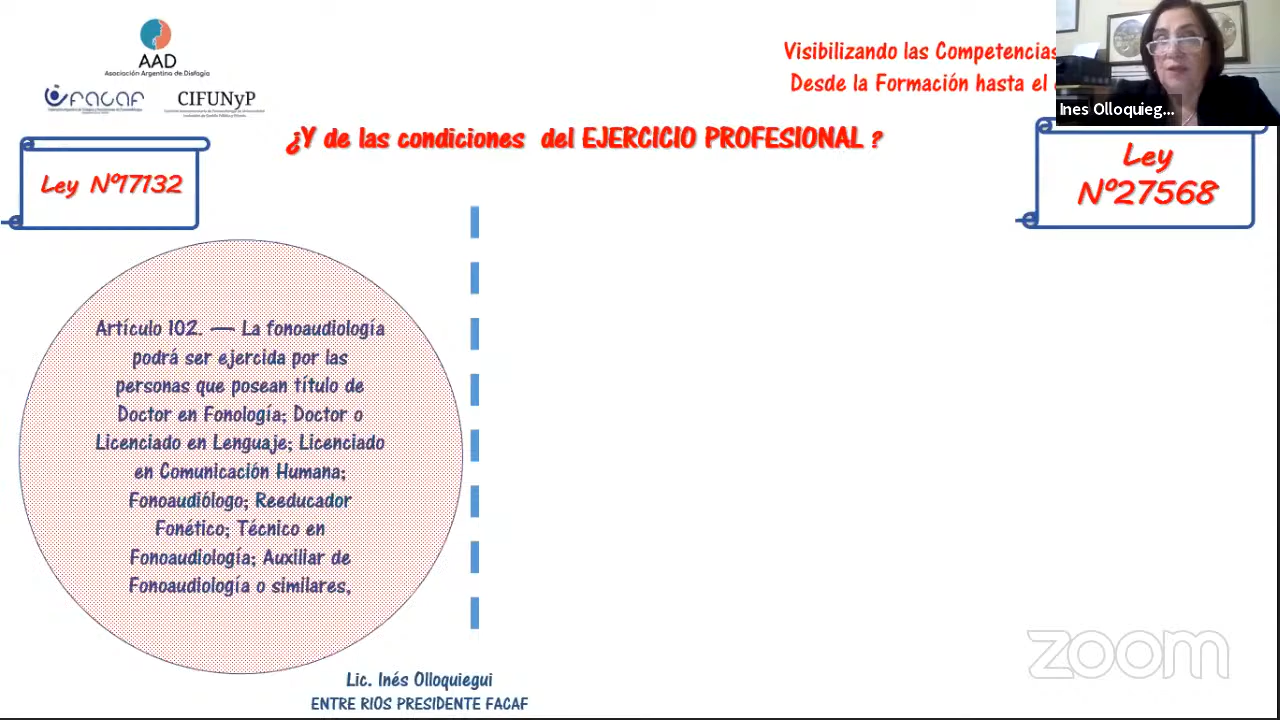 AAD
Asociación Argentina de Disfagia
FACAF
CIFUNyP
Visibilizando las Competencias
Desde la Formación hasta el
Ines Olloquieg...
¿Y de las condiciones del EJERCICIO PROFESIONAL ?
Ley Nº17132
Ley
Nº27568
Artículo 102. — La fonoaudiología
podrá ser ejercida por las
personas que posean título de
Doctor en Fonología; Doctor o
Licenciado en Lenguaje; Licenciado
en Comunicación Humana;
Fonoaudiólogo; Reeducador
Fonético; Técnico en
Fonoaudiología; Auxiliar de
Fonoaudiología o similares,
zoom
Lic. Inés Olloquiegui
ENTRE RIOS PRESIDENTE FACAF